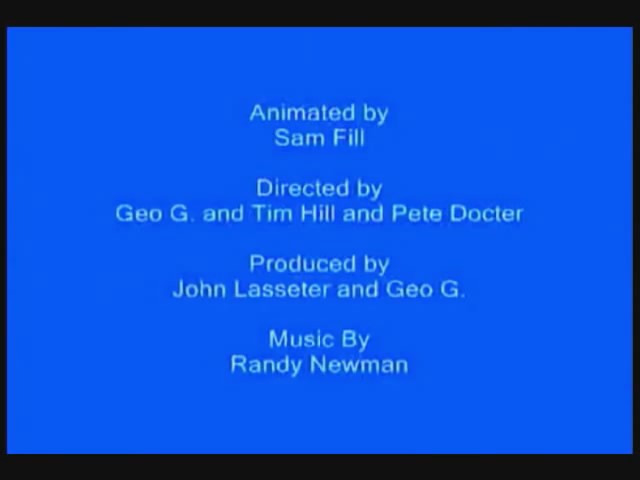 Animated by
Sam Fill
Directed by
Geo G. and Tim Hill and Pete Docter
Produced by
John Lasseter and Geo G.
Music By
Randy Newman